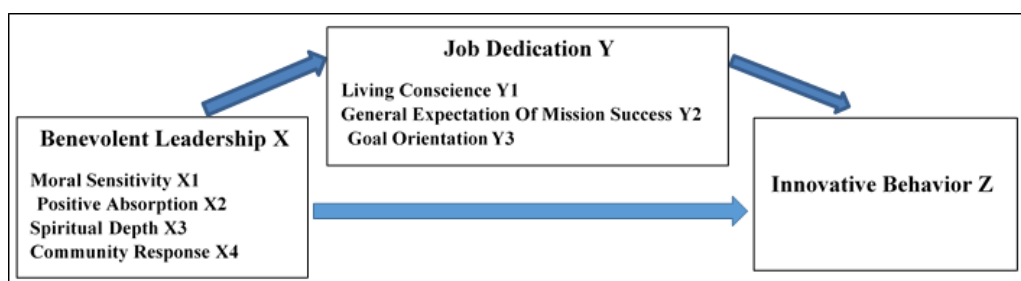 Job Dedication Y
Living Conscience Y1
General Expectation Of Mission Success Y2
Goal Orientation Y3
Benevolent Leadership X
Moral Sensitivity X1
Positive Absorption X2
Spiritual Depth X3
Community Response X4
Innovative Behavior Z